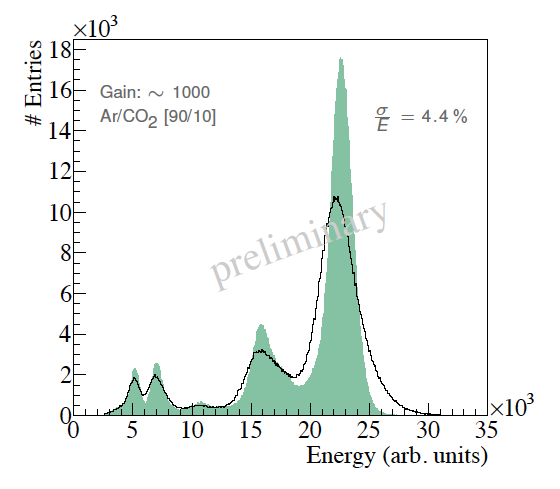 ×10³
# Entries
18
16
14
12
10
8
6
4
2
0
Gain: ∼ 1000
Ar/CO₂ [90/10]
σ/E = 4.4 %
preliminary
0 5 10 15 20 25 30 35
×10³
Energy (arb. units)